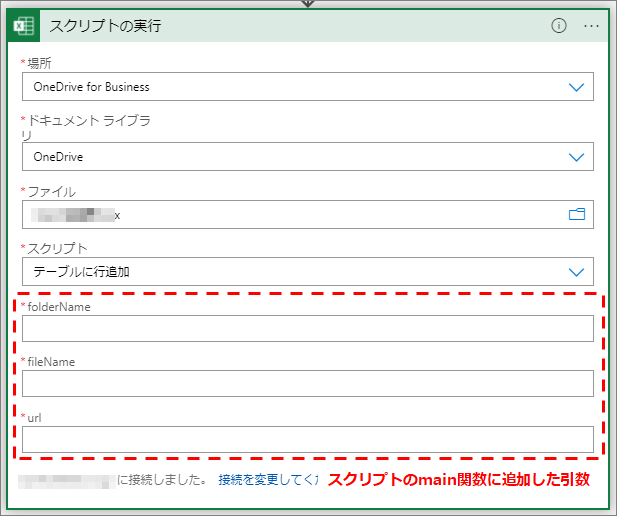 スクリプトの実行
*場所
OneDrive for Business
*ドキュメント ライブラ
リ
OneDrive
*ファイル
x
*スクリプト
テーブルに行追加
*folderName
*fileName
*url
に接続しました。 接続を変更してくだ
スクリプトのmain関数に追加した引数